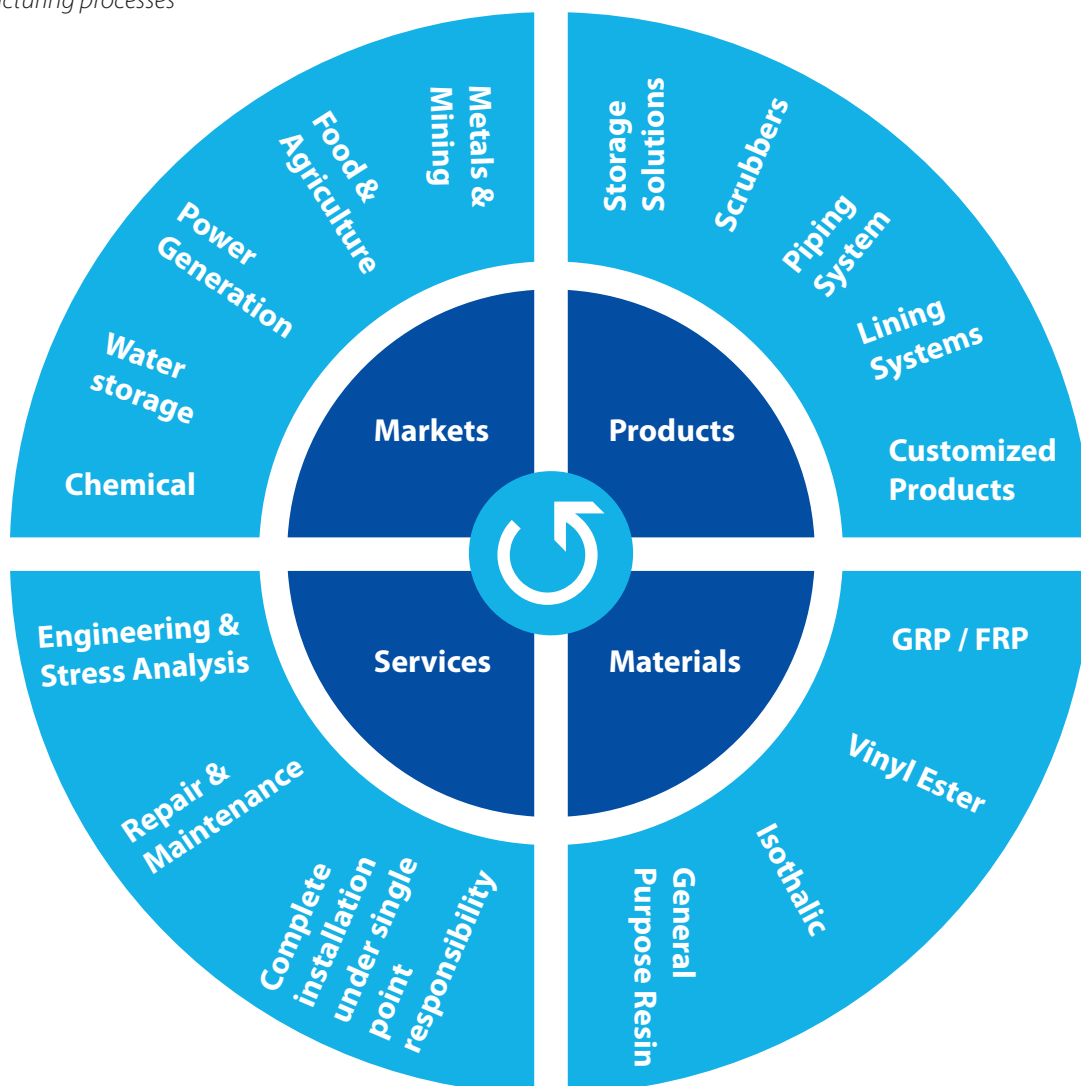 cturing processes
Metals &
Mining
Food &
Agriculture
Power
Generation
Water
storage
Chemical
Markets
Storage
Solutions
Scrubbers
Piping
System
Lining
Systems
Customized
Products
Products
Engineering &
Stress Analysis
Repair &
Maintenance
Complete
installation
under single
point
responsibility
Services
Materials
GRP / FRP
Vinyl Ester
Isothalic
General
Purpose Resin